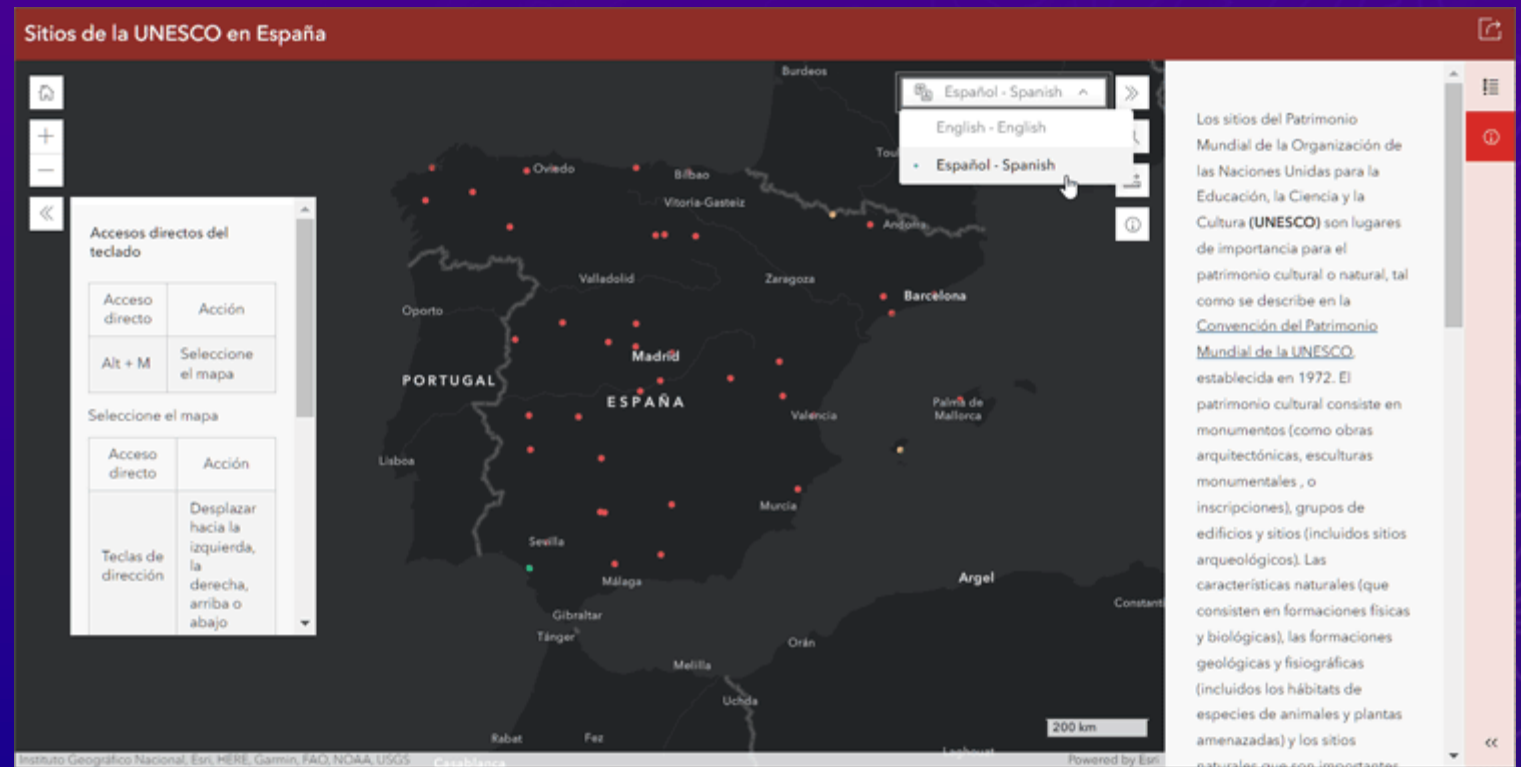 Sitios de la UNESCO en España
Español - Spanish
English - English
Español - Spanish
Accesos directos del
teclado
Acceso
directo
Acción
Alt + M
Seleccione
el mapa
Seleccione el mapa
Acceso
directo
Acción
Teclas de
dirección
Desplazar
hacia la
izquierda,
la
derecha,
arriba o
abajo
Burdeos
Oviedo
Bilbao
Vitoria-Gasteiz
Andorra
Valladolid
Zaragoza
Barcelona
Oporto
Madrid
PORTUGAL
ESPAÑA
Valencia
Palma de
Mallorca
Lisboa
Murcia
Sevilla
Málaga
Argel
Gibraltar
Tánger
Orán
Melilla
Uchda
Rabat
Fez
Casablanca
200 km
Instituto Geográfico Nacional, Esri, HERE, Garmin, FAO, NOAA, USGS
Powered by Esri
Los sitios del Patrimonio
Mundial de la Organización de
las Naciones Unidas para la
Educación, la Ciencia y la
Cultura (UNESCO) son lugares
de importancia para el
patrimonio cultural o natural, tal
como se describe en la
Convención del Patrimonio
Mundial de la UNESCO,
establecida en 1972. El
patrimonio cultural consiste en
monumentos (como obras
arquitectónicas, esculturas
monumentales , o
inscripciones), grupos de
edificios y sitios (incluidos sitios
arqueológicos). Las
características naturales (que
consisten en formaciones físicas
y biológicas), las formaciones
geológicas y fisiográficas
(incluidos los hábitats de
especies de animales y plantas
amenazadas) y los sitios
naturales que son importantes